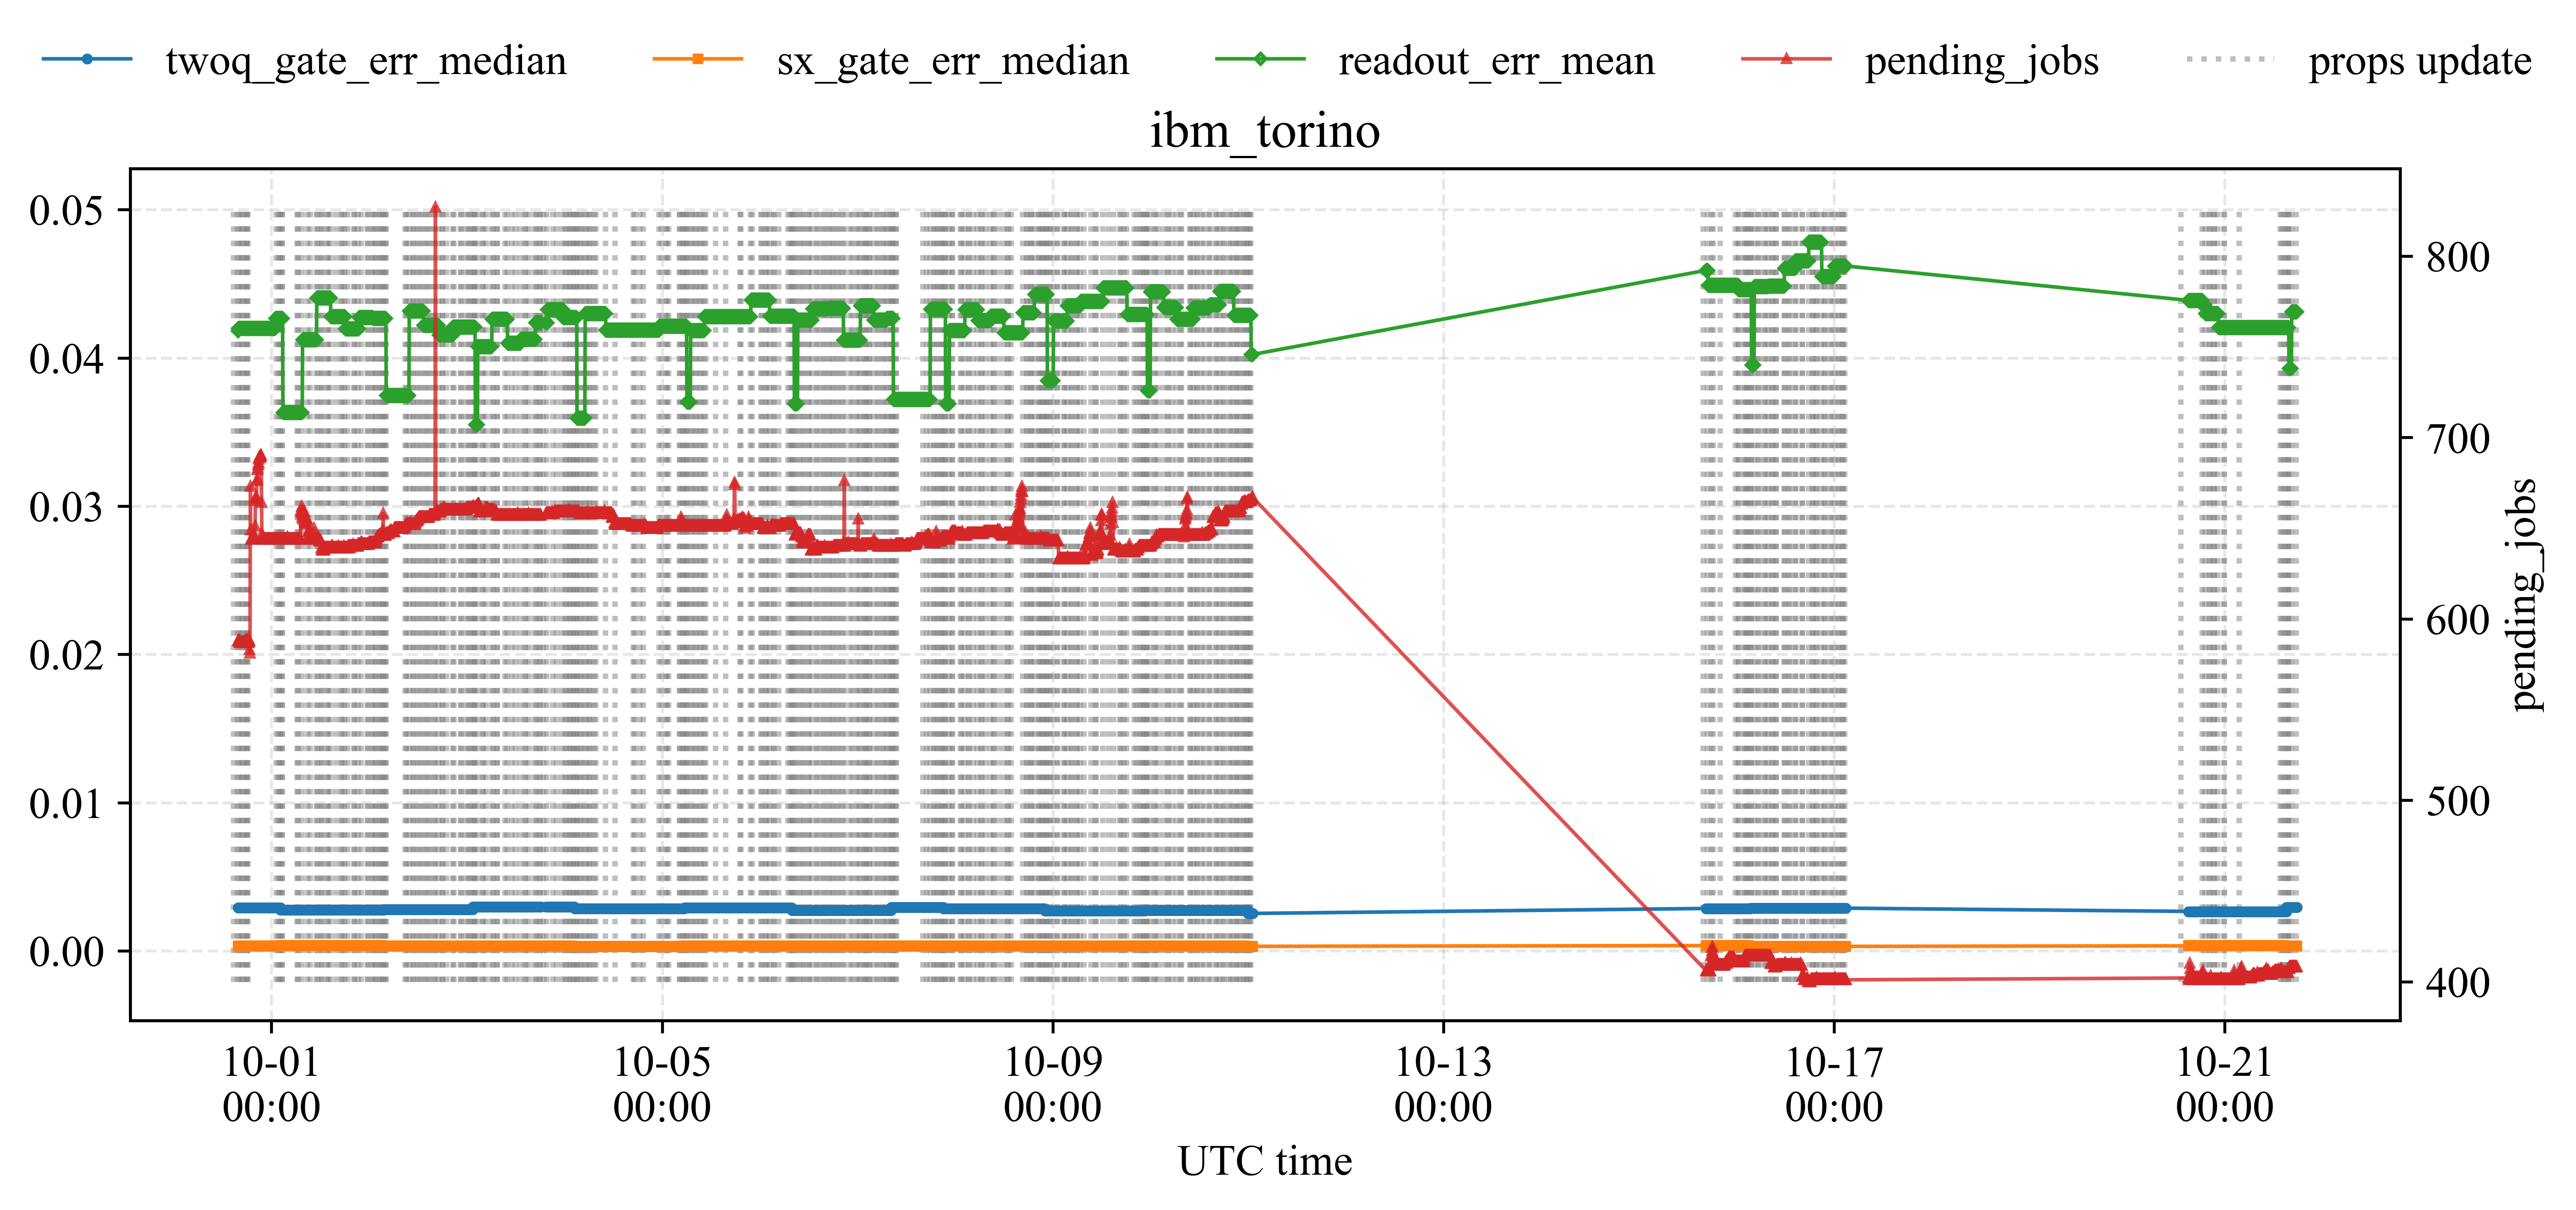 twoq_gate_err_median sx_gate_err_median readout_err_mean pending_jobs props update
ibm_torino
0.05
0.04
0.03
0.02
0.01
0.00
800
700
600
500
400
pending_jobs
10-01 10-05 10-09 10-13 10-17 10-21
00:00 00:00 00:00 00:00 00:00 00:00
UTC time